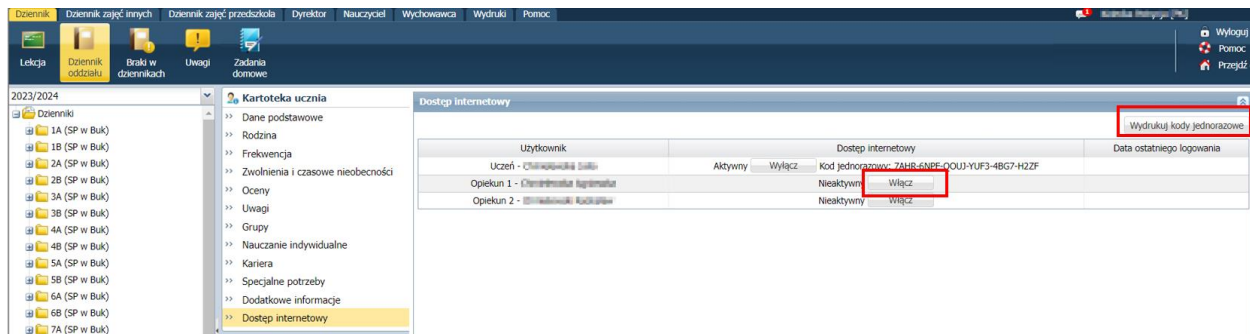 Dziennik Dziennik zajęć innych Dziennik zajęć przedszkola Dyrektor Nauczyciel Wychowawca Wydruki Pomoc
Lekcja
Dziennik oddziału
Braki w dziennikach
Uwagi
Zadania domowe
Wyloguj
Pomoc
Przejdź
2023/2024
Dzienniki
1A (SP w Buk)
1B (SP w Buk)
2A (SP w Buk)
2B (SP w Buk)
3A (SP w Buk)
3B (SP w Buk)
4A (SP w Buk)
4B (SP w Buk)
5A (SP w Buk)
5B (SP w Buk)
6A (SP w Buk)
6B (SP w Buk)
7A (SP w Buk)
Kartoteka ucznia
Dane podstawowe
Rodzina
Frekwencja
Zwolnienia i czasowe nieobecności
Oceny
Uwagi
Grupy
Nauczanie indywidualne
Kariera
Specjalne potrzeby
Dodatkowe informacje
Dostęp internetowy
Dostęp internetowy
Wydrukuj kody jednorazowe
Użytkownik Dostęp internetowy Data ostatniego logowania
Uczeń - Aktywny Wyłącz Kod jednorazowy: 7AHR-6NPF-OOUJ-YUF3-4BG7-H2ZF
Opiekun 1 - Nieaktywny Włącz
Opiekun 2 - Nieaktywny Włącz